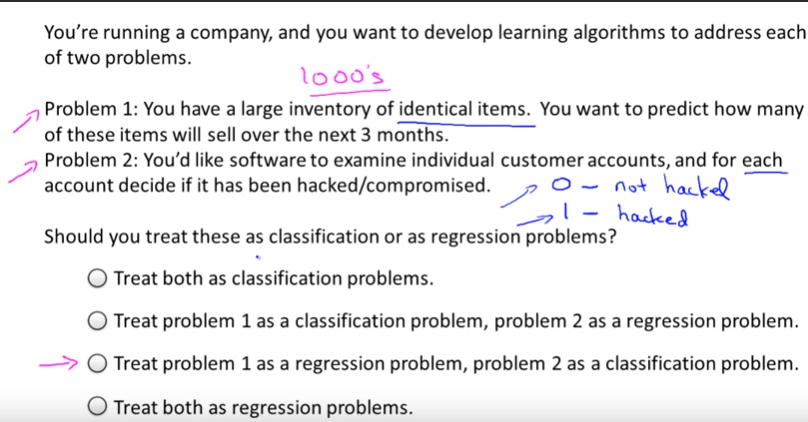 You're running a company, and you want to develop learning algorithms to address each
of two problems.
1000's
Problem 1: You have a large inventory of identical items.  You want to predict how many
of these items will sell over the next 3 months.
Problem 2: You'd like software to examine individual customer accounts, and for each
account decide if it has been hacked/compromised.
0 - not hacked
1 - hacked
Should you treat these as classification or as regression problems?
Treat both as classification problems.
Treat problem 1 as a classification problem, problem 2 as a regression problem.
Treat problem 1 as a regression problem, problem 2 as a classification problem.
Treat both as regression problems.